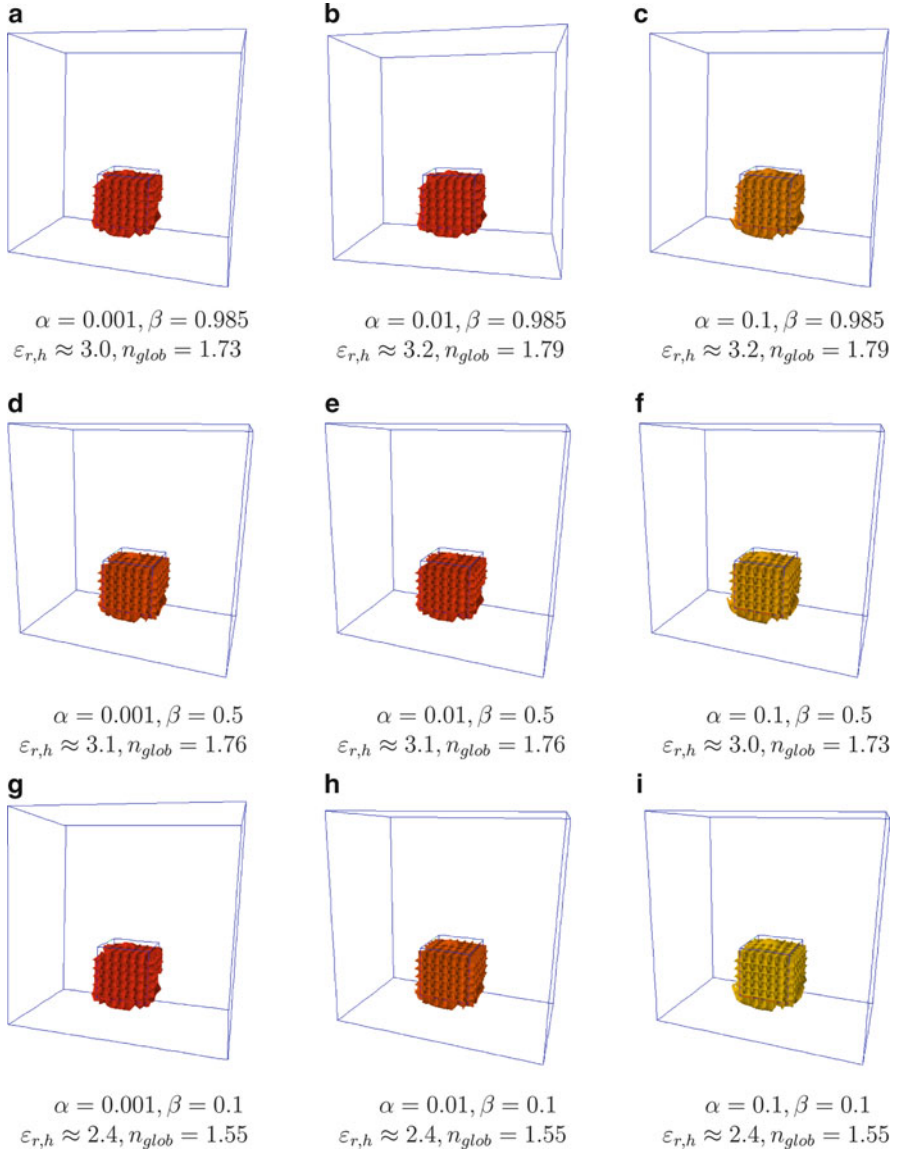 a b c
α = 0.001, β = 0.985 α = 0.01, β = 0.985 α = 0.1, β = 0.985
ε_{r,h} ≈ 3.0, n_{glob} = 1.73 ε_{r,h} ≈ 3.2, n_{glob} = 1.79 ε_{r,h} ≈ 3.2, n_{glob} = 1.79
d e f
α = 0.001, β = 0.5 α = 0.01, β = 0.5 α = 0.1, β = 0.5
ε_{r,h} ≈ 3.1, n_{glob} = 1.76 ε_{r,h} ≈ 3.1, n_{glob} = 1.76 ε_{r,h} ≈ 3.0, n_{glob} = 1.73
g h i
α = 0.001, β = 0.1 α = 0.01, β = 0.1 α = 0.1, β = 0.1
ε_{r,h} ≈ 2.4, n_{glob} = 1.55 ε_{r,h} ≈ 2.4, n_{glob} = 1.55 ε_{r,h} ≈ 2.4, n_{glob} = 1.55